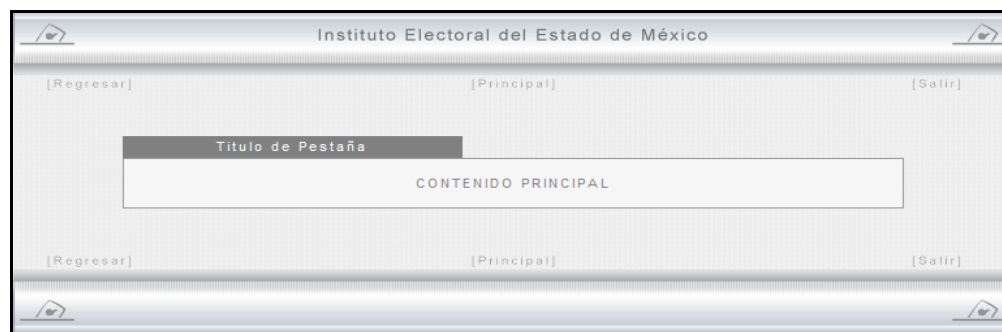 Instituto Electoral del Estado de México
[Regresar] [Principal] [Salir]
Titulo de Pestaña
CONTENIDO PRINCIPAL
[Regresar] [Principal] [Salir]